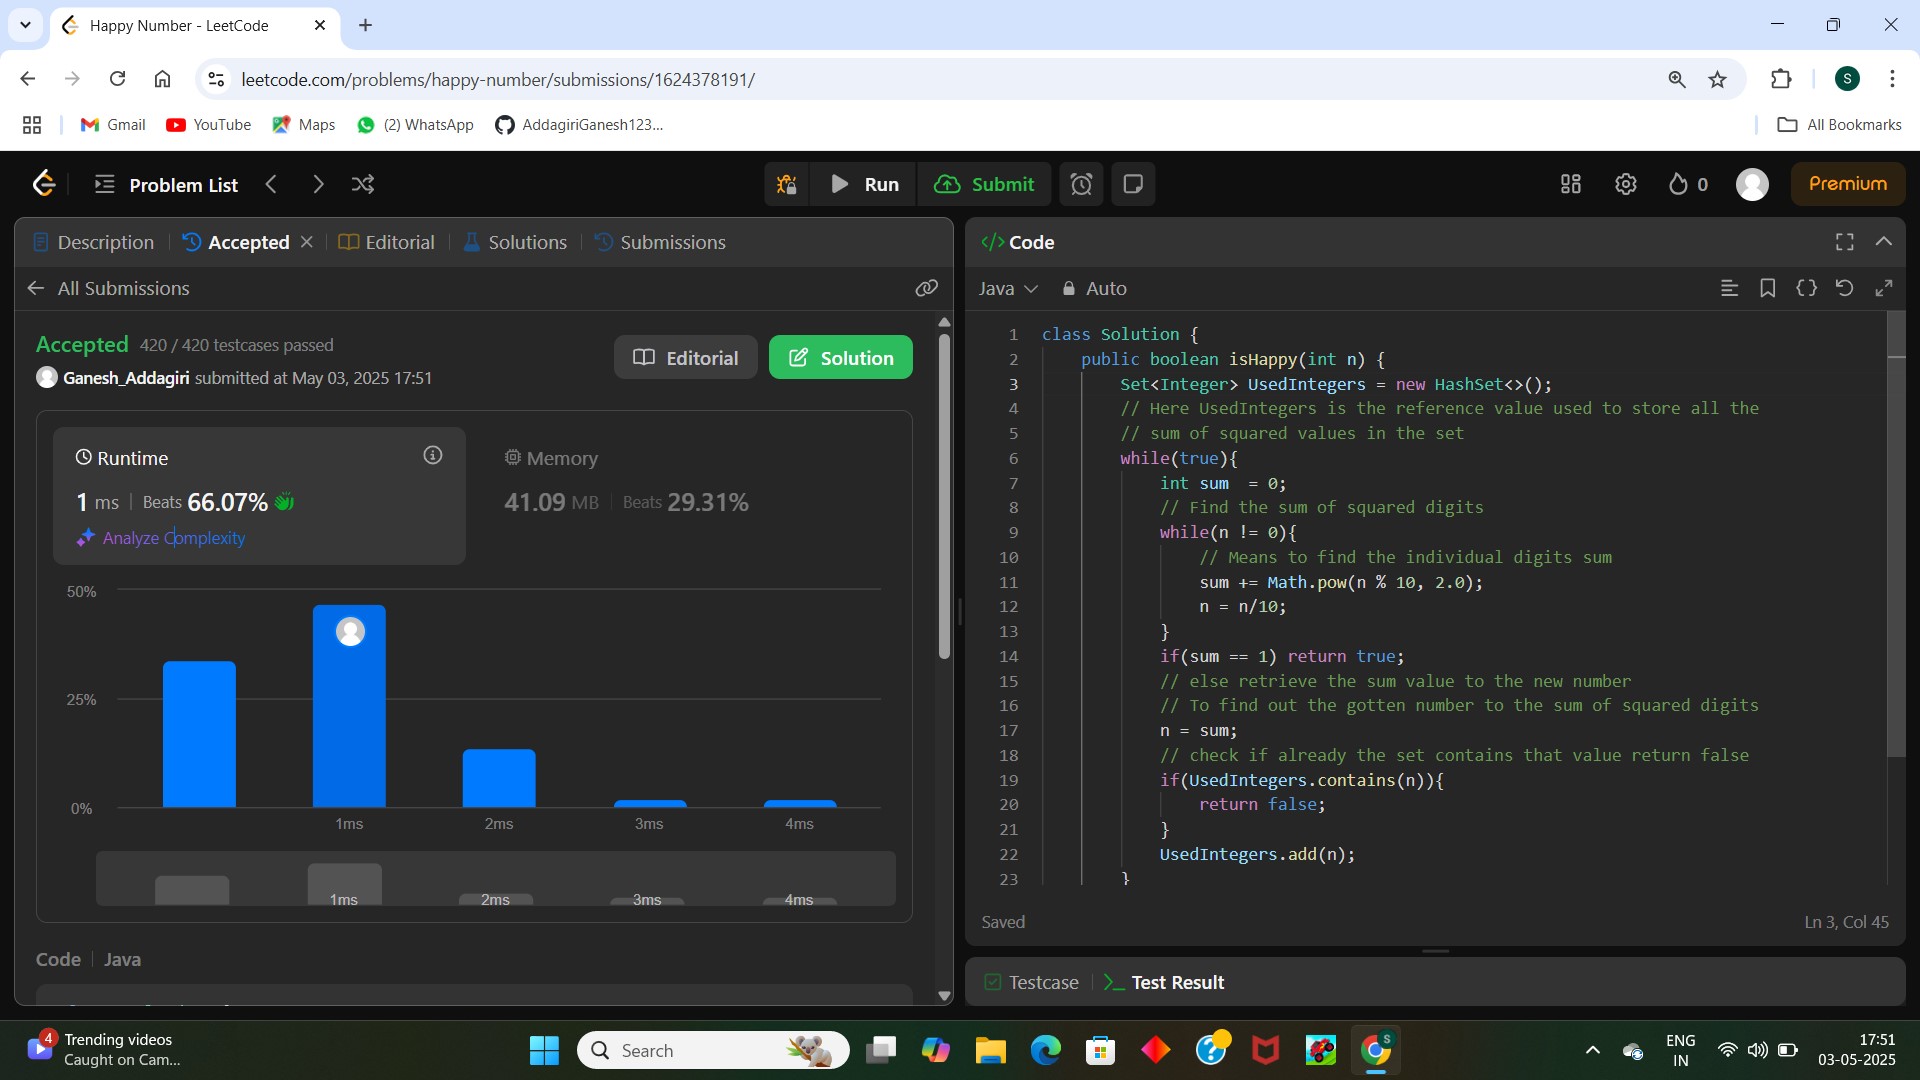 Happy Number - LeetCode
leetcode.com/problems/happy-number/submissions/1624378191/
S
Gmail YouTube Maps (2) WhatsApp AddagiriGanesh123... All Bookmarks
Problem List Run Submit 0 Premium
Description Accepted Editorial Solutions Submissions
All Submissions
Accepted 420 / 420 testcases passed
Ganesh_Addagiri submitted at May 03, 2025 17:51
Editorial Solution
Runtime
1 ms | Beats 66.07%
Analyze Complexity
Memory
41.09 MB | Beats 29.31%
50%
25%
0%
1ms 2ms 3ms 4ms
1ms 2ms 3ms 4ms
Code | Java
</> Code
Java Auto
1 class Solution {
2 public boolean isHappy(int n) {
3 Set<Integer> UsedIntegers = new HashSet<>();
4 // Here UsedIntegers is the reference value used to store all the
5 // sum of squared values in the set
6 while(true){
7 int sum  = 0;
8 // Find the sum of squared digits
9 while(n != 0){
10 // Means to find the individual digits sum
11 sum += Math.pow(n % 10, 2.0);
12 n = n/10;
13 }
14 if(sum == 1) return true;
15 // else retrieve the sum value to the new number
16 // To find out the gotten number to the sum of squared digits
17 n = sum;
18 // check if already the set contains that value return false
19 if(UsedIntegers.contains(n)){
20 return false;
21 }
22 UsedIntegers.add(n);
23 }
Saved Ln 3, Col 45
Testcase Test Result
4
Trending videos
Caught on Cam...
Search
S
ENG
IN
17:51
03-05-2025